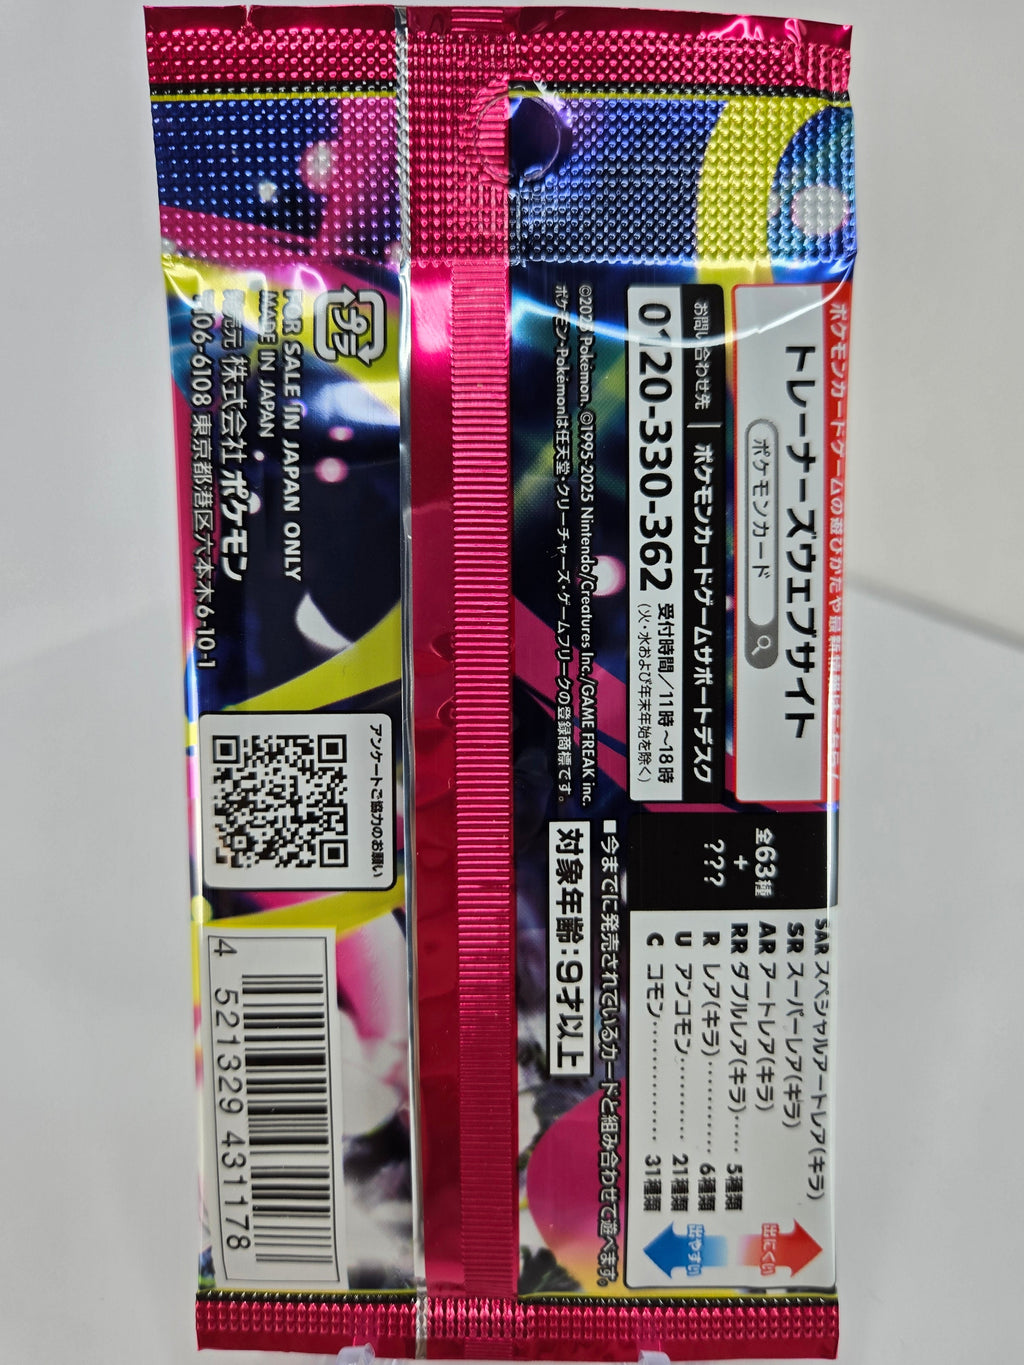 ポケモンカードゲームの遊びかたや最新情報は
トレーナーズウェブサイト
ポケモンカード
お問い合わせ先
ポケモンカードゲームサポートデスク
0120-330-362
受付時間／11時〜18時
(火・水および年末年始を除く)
©2025 Pokémon. ©1995-2025 Nintendo/Creatures Inc./GAME FREAK inc.
ポケモン・Pokémonは任天堂・クリーチャーズ・ゲームフリークの登録商標です。
全63種
+
???
SAR スペシャルアートレア(キラ)
SR スーパーレア(キラ)
AR アートレア(キラ)
RR ダブルレア(キラ)‥‥ 5種類
R レア(キラ)‥‥‥‥ 6種類
U アンコモン‥‥‥‥ 21種類
C コモン‥‥‥‥‥‥ 31種類
出にくい
出やすい
■今までに発売されているカードと組み合わせて遊べます。
対象年齢：9才以上
プラ
FOR SALE IN JAPAN ONLY
MADE IN JAPAN
元 株式会社 ポケモン
106-6108 東京都港区六本木6-10-1
アンケートご協力のお願い
4 521329 431178